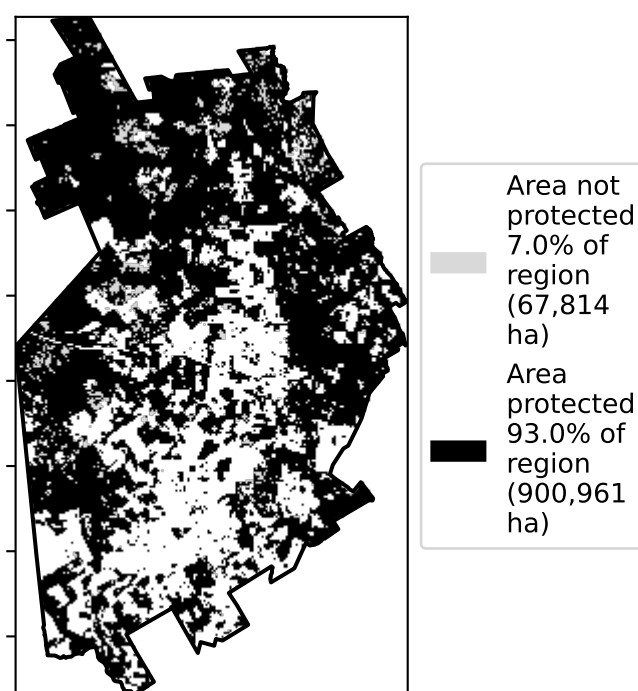 Area not
protected
7.0% of
region
(67,814
ha)
Area
protected
93.0% of
region
(900,961
ha)